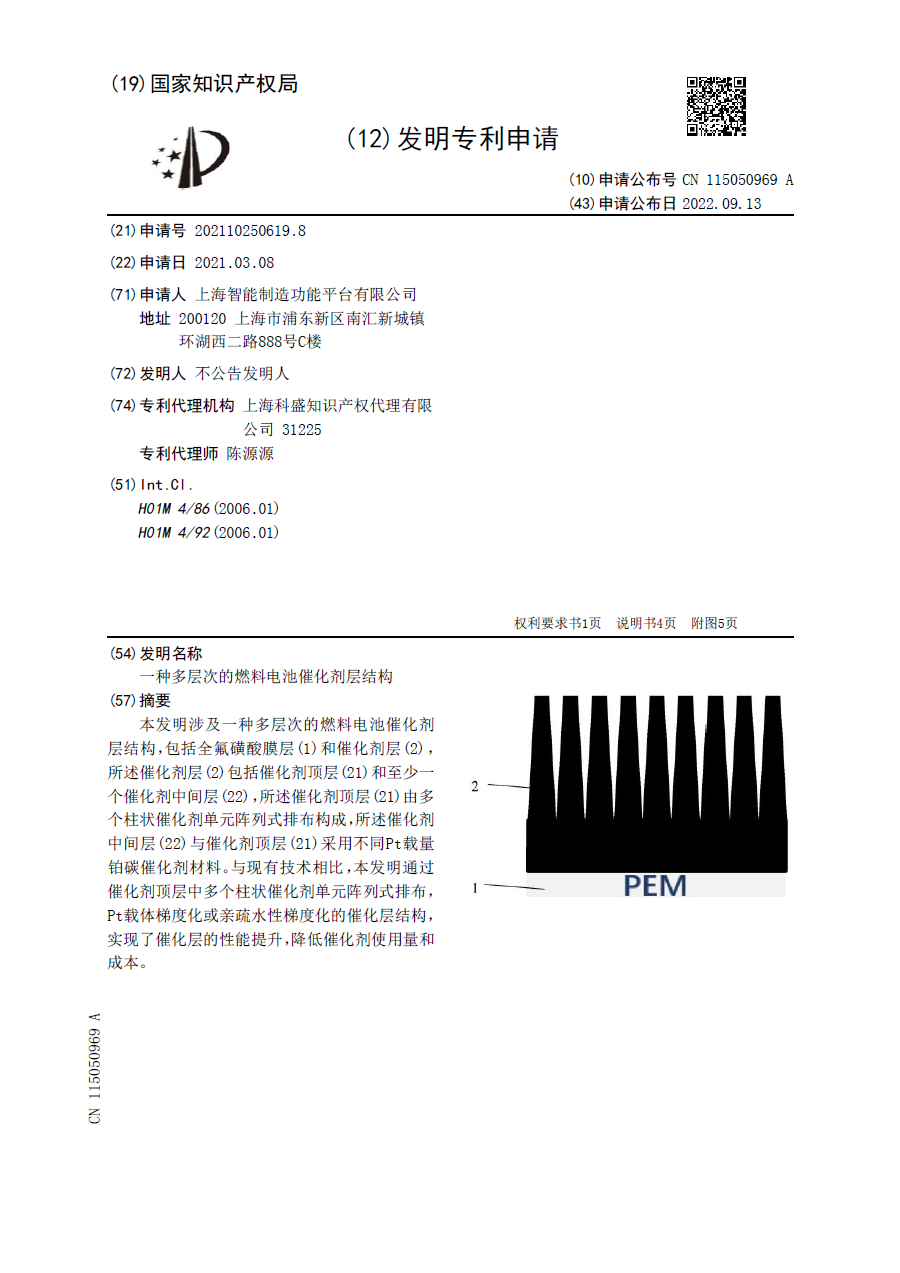 (19)国家知识产权局
(12)发明专利申请
(10)申请公布号 CN 115050969 A
(43)申请公布日 2022.09.13
(21)申请号 202110250619.8
(22)申请日 2021.03.08
(71)申请人 上海智能制造功能平台有限公司
地址 200120 上海市浦东新区南汇新城镇
环湖西二路888号C楼
(72)发明人 不公告发明人
(74)专利代理机构 上海科盛知识产权代理有限
公司 31225
专利代理师 陈源源
(51)Int.Cl.
H01M 4/86(2006.01)
H01M 4/92(2006.01)
权利要求书1页 说明书4页 附图5页
(54)发明名称
一种多层次的燃料电池催化剂层结构
(57)摘要
本发明涉及一种多层次的燃料电池催化剂
层结构,包括全氟磺酸膜层(1)和催化剂层(2),
所述催化剂层(2)包括催化剂顶层(21)和至少一
个催化剂中间层(22),所述催化剂顶层(21)由多
个柱状催化剂单元阵列式排布构成,所述催化剂
中间层(22)与催化剂顶层(21)采用不同Pt载量
铂碳催化剂材料。与现有技术相比,本发明通过
催化剂顶层中多个柱状催化剂单元阵列式排布,
Pt载体梯度化或亲疏水性梯度化的催化层结构,
实现了催化层的性能提升,降低催化剂使用量和
成本。
2
1
PEM
CN 115050969 A